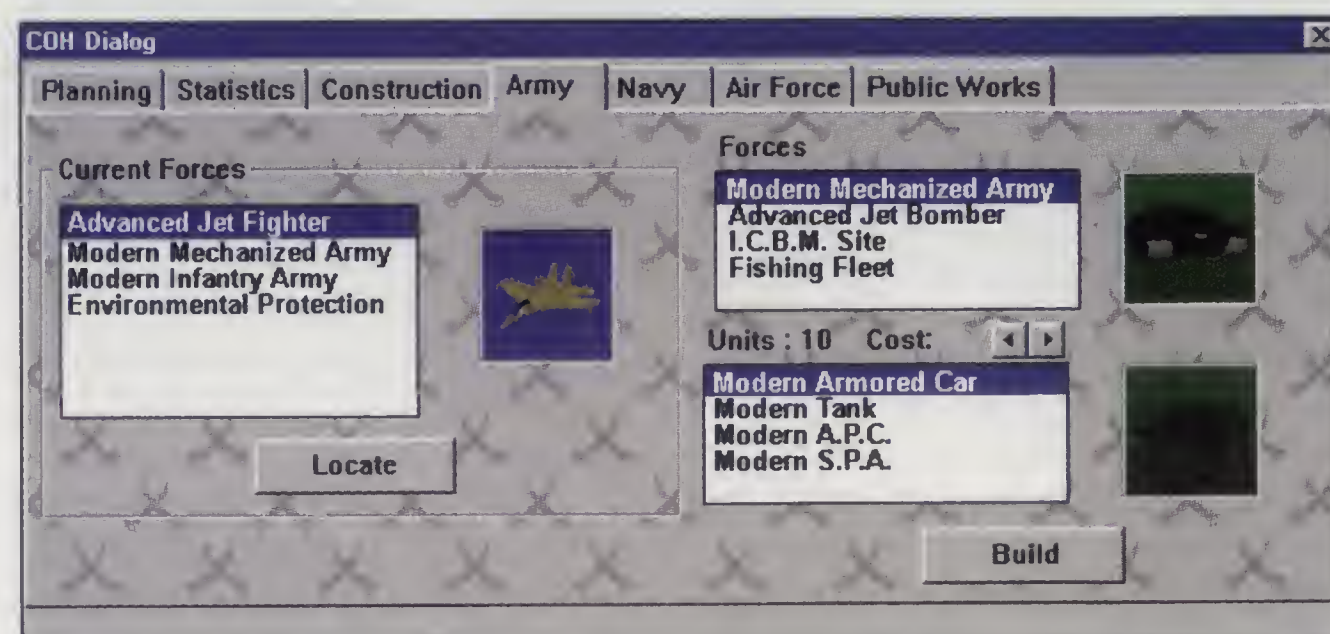 COH Dialog
Planning Statistics Construction Army Navy Air Force Public Works
Current Forces
Advanced Jet Fighter
Modern Mechanized Army
Modern Infantry Army
Environmental Protection
Locate
Forces
Modern Mechanized Army
Advanced Jet Bomber
I.C.B.M. Site
Fishing Fleet
Units : 10 Cost:
Modern Armored Car
Modern Tank
Modern A.P.C.
Modern S.P.A.
Build